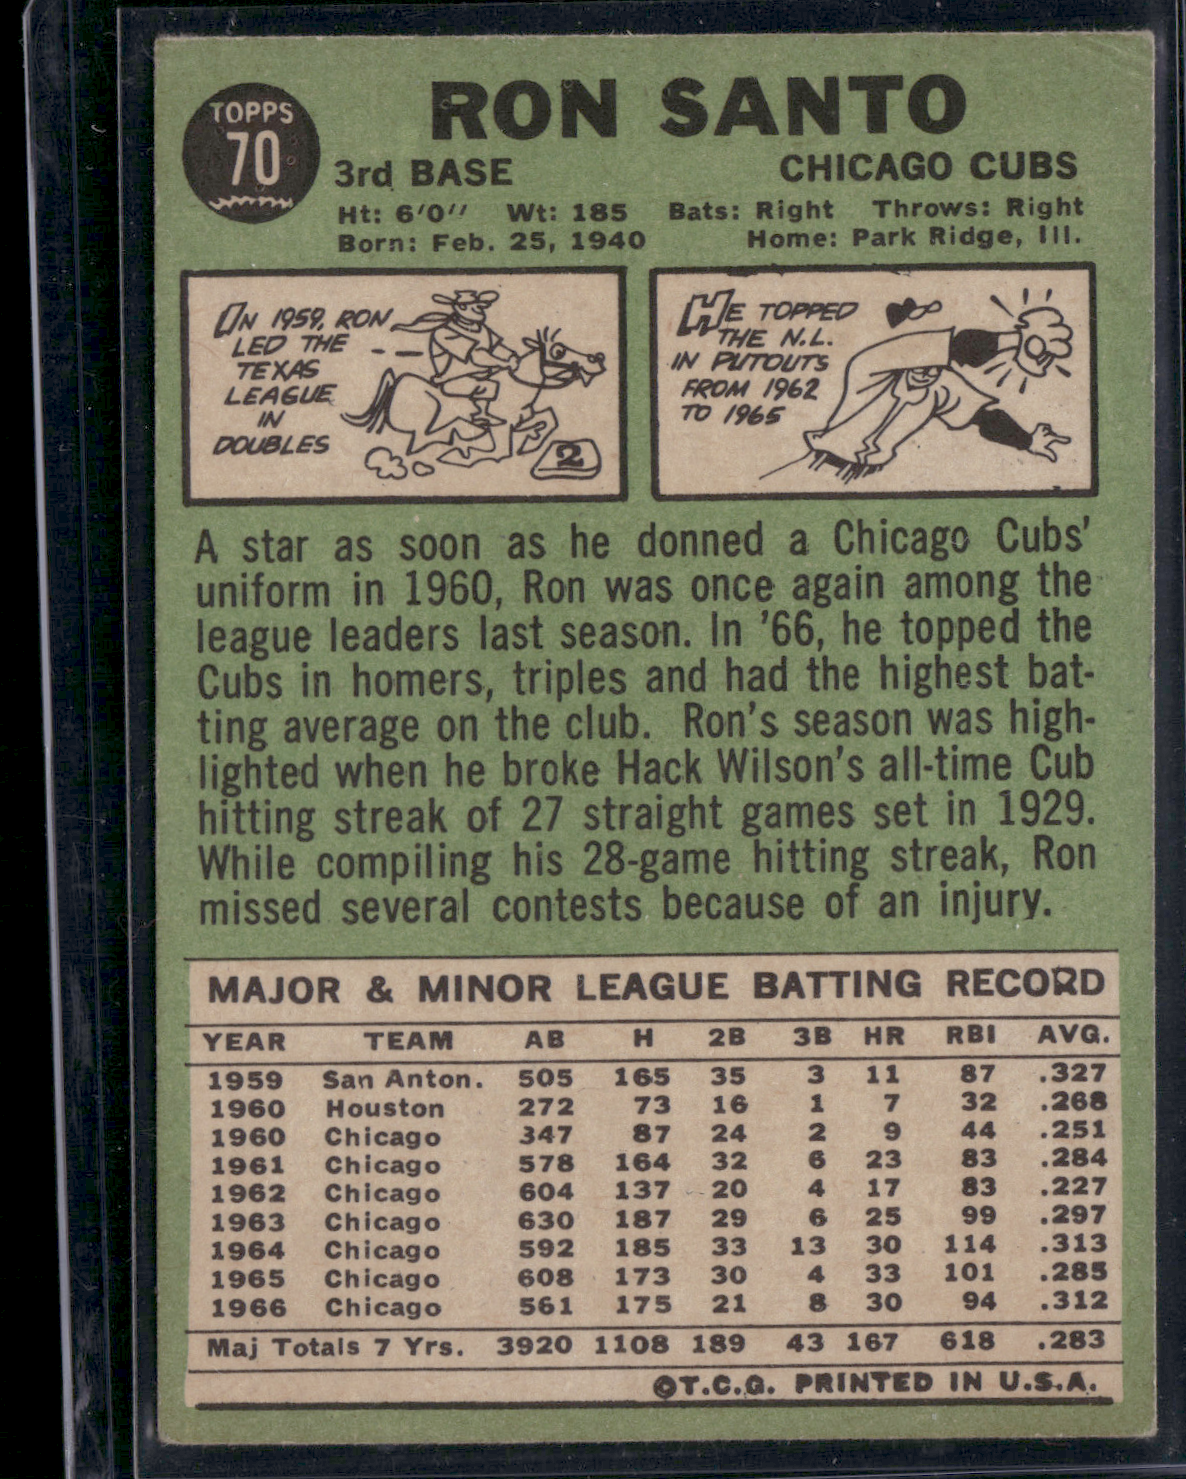 TOPPS
70
RON SANTO
3rd BASE CHICAGO CUBS
Ht: 6'0" Wt: 185 Bats: Right Throws: Right
Born: Feb. 25, 1940 Home: Park Ridge, Ill.
IN 1959, RON
LED THE
TEXAS
LEAGUE
IN
DOUBLES
2
HE TOPPED
THE N.L.
IN PUTOUTS
FROM 1962
TO 1965
A star as soon as he donned a Chicago Cubs'
uniform in 1960, Ron was once again among the
league leaders last season. In '66, he topped the
Cubs in homers, triples and had the highest bat-
ting average on the club. Ron's season was high-
lighted when he broke Hack Wilson's all-time Cub
hitting streak of 27 straight games set in 1929.
While compiling his 28-game hitting streak, Ron
missed several contests because of an injury.
MAJOR & MINOR LEAGUE BATTING RECORD
YEAR TEAM AB H 2B 3B HR RBI AVG.
1959 San Anton. 505 165 35 3 11 87 .327
1960 Houston 272 73 16 1 7 32 .268
1960 Chicago 347 87 24 2 9 44 .251
1961 Chicago 578 164 32 6 23 83 .284
1962 Chicago 604 137 20 4 17 83 .227
1963 Chicago 630 187 29 6 25 99 .297
1964 Chicago 592 185 33 13 30 114 .313
1965 Chicago 608 173 30 4 33 101 .285
1966 Chicago 561 175 21 8 30 94 .312
Maj Totals 7 Yrs. 3920 1108 189 43 167 618 .283
©T.C.G. PRINTED IN U.S.A.